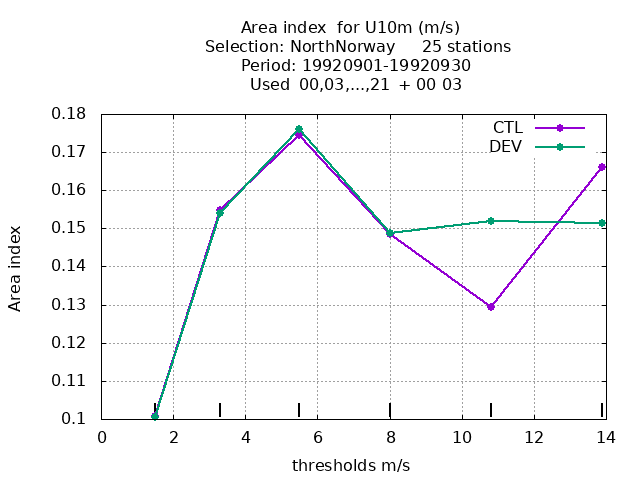 Area index  for U10m (m/s)
Selection: NorthNorway     25 stations
Period: 19920901-19920930
Used  00,03,...,21  + 00 03
CTL
DEV
0.18
0.17
0.16
0.15
0.14
0.13
0.12
0.11
0.1
Area index
0 2 4 6 8 10 12 14
thresholds m/s